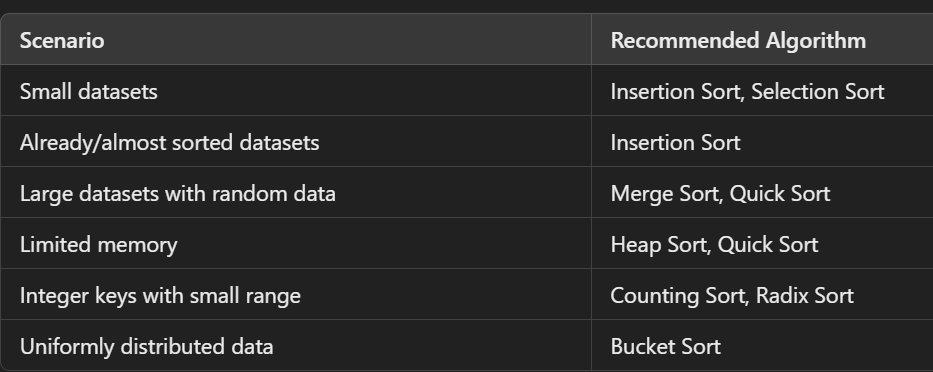 Scenario Recommended Algorithm
Small datasets Insertion Sort, Selection Sort
Already/almost sorted datasets Insertion Sort
Large datasets with random data Merge Sort, Quick Sort
Limited memory Heap Sort, Quick Sort
Integer keys with small range Counting Sort, Radix Sort
Uniformly distributed data Bucket Sort